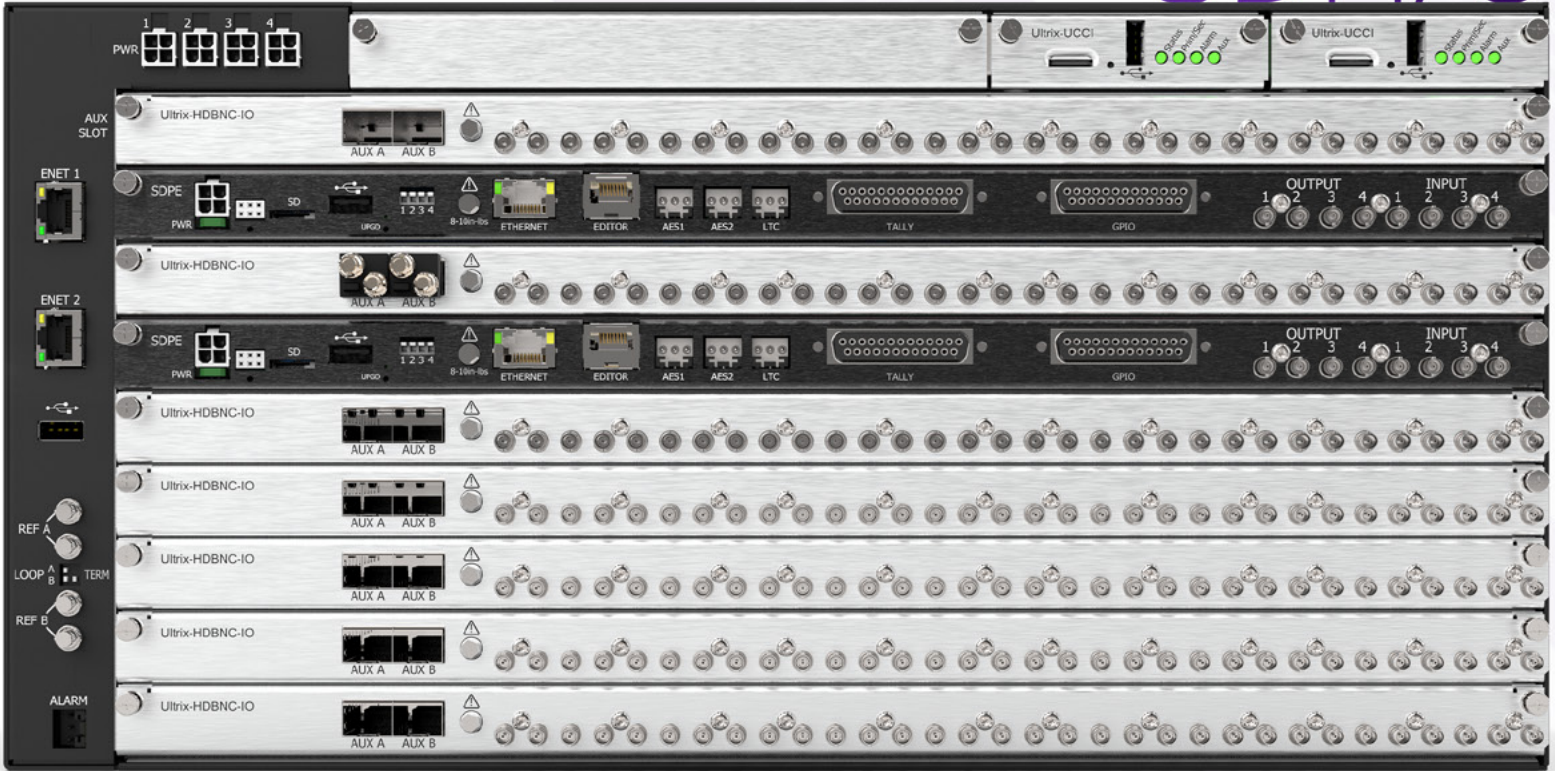 1 2 3 4
PWR
Ultrix-UCCI
Status Prim/Sec Alarm Aux
Ultrix-UCCI
Status Prim/Sec Alarm Aux
AUX
SLOT
Ultrix-HDBNC-IO
AUX A AUX B
ENET 1
SDPE
PWR
SD
UPGD
1 2 3 4
8-10in-lbs
ETHERNET
EDITOR
AES1
AES2
LTC
TALLY
GPIO
OUTPUT
1 2 3 4
INPUT
1 2 3 4
Ultrix-HDBNC-IO
AUX A AUX B
ENET 2
SDPE
PWR
SD
UPGD
1 2 3 4
8-10in-lbs
ETHERNET
EDITOR
AES1
AES2
LTC
TALLY
GPIO
OUTPUT
1 2 3 4
INPUT
1 2 3 4
Ultrix-HDBNC-IO
AUX A AUX B
Ultrix-HDBNC-IO
AUX A AUX B
REF A
Ultrix-HDBNC-IO
AUX A AUX B
LOOP A B TERM
REF B
Ultrix-HDBNC-IO
AUX A AUX B
ALARM
Ultrix-HDBNC-IO
AUX A AUX B